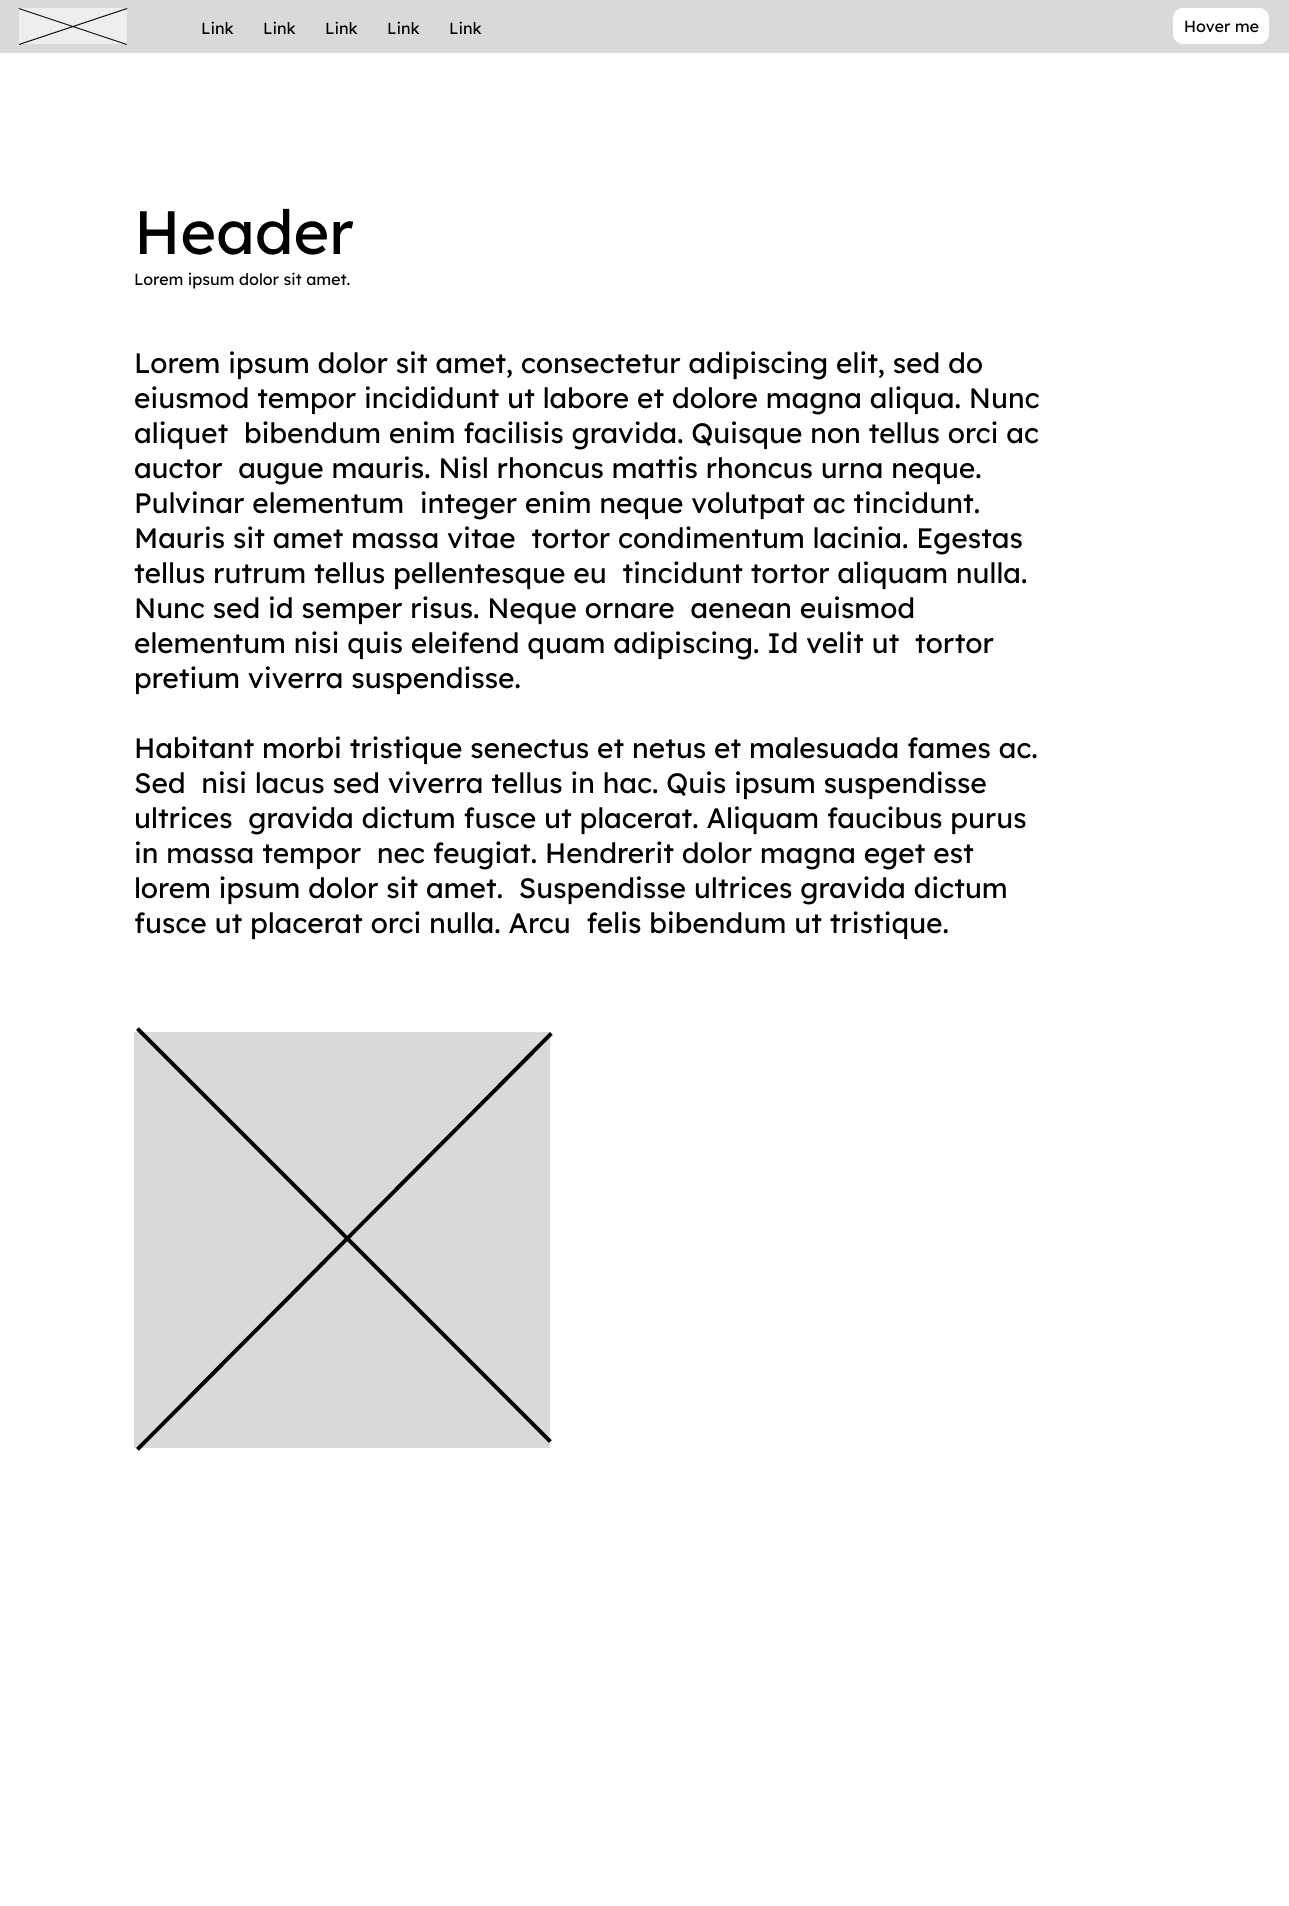 Link Link Link Link Link Hover me
Header
Lorem ipsum dolor sit amet.
Lorem ipsum dolor sit amet, consectetur adipiscing elit, sed do
eiusmod tempor incididunt ut labore et dolore magna aliqua. Nunc
aliquet  bibendum enim facilisis gravida. Quisque non tellus orci ac
auctor  augue mauris. Nisl rhoncus mattis rhoncus urna neque.
Pulvinar elementum  integer enim neque volutpat ac tincidunt.
Mauris sit amet massa vitae  tortor condimentum lacinia. Egestas
tellus rutrum tellus pellentesque eu  tincidunt tortor aliquam nulla.
Nunc sed id semper risus. Neque ornare  aenean euismod
elementum nisi quis eleifend quam adipiscing. Id velit ut  tortor
pretium viverra suspendisse.
Habitant morbi tristique senectus et netus et malesuada fames ac.
Sed  nisi lacus sed viverra tellus in hac. Quis ipsum suspendisse
ultrices  gravida dictum fusce ut placerat. Aliquam faucibus purus
in massa tempor  nec feugiat. Hendrerit dolor magna eget est
lorem ipsum dolor sit amet.  Suspendisse ultrices gravida dictum
fusce ut placerat orci nulla. Arcu  felis bibendum ut tristique.